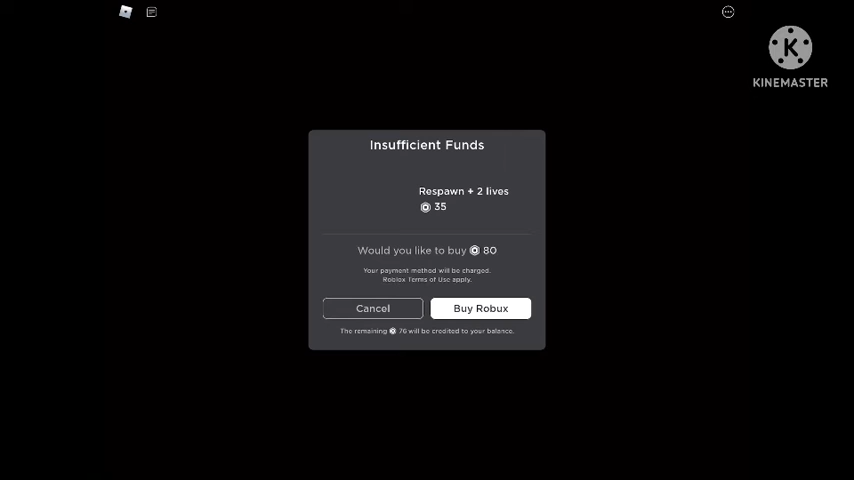 KINEMASTER
Insufficient Funds
Respawn + 2 lives
35
Would you like to buy 80
Your payment method will be charged.
Roblox Terms of Use apply.
Cancel
Buy Robux
The remaining 76 will be credited to your balance.